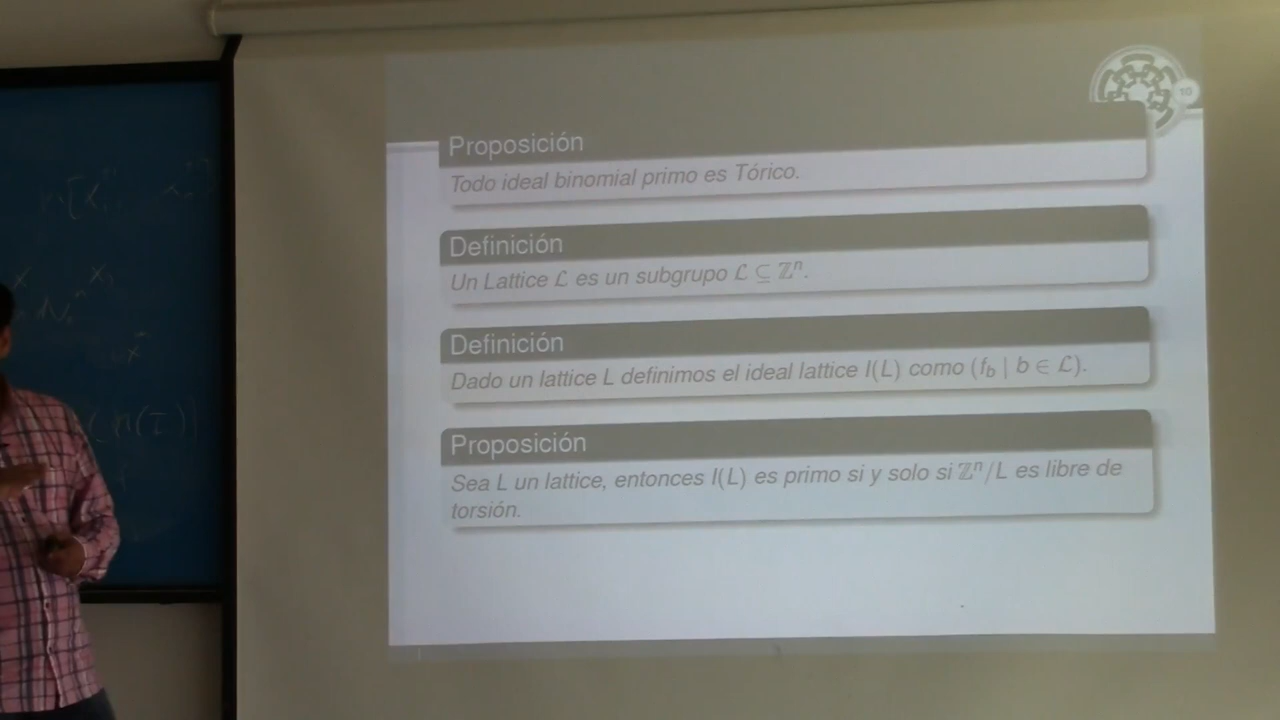 10
Proposición
Todo ideal binomial primo es Tórico.
Definición
Un Lattice ℒ es un subgrupo ℒ ⊆ ℤⁿ.
Definición
Dado un lattice L definimos el ideal lattice I(L) como (f_b | b ∈ ℒ).
Proposición
Sea L un lattice, entonces I(L) es primo si y solo si ℤⁿ/L es libre de
torsión.